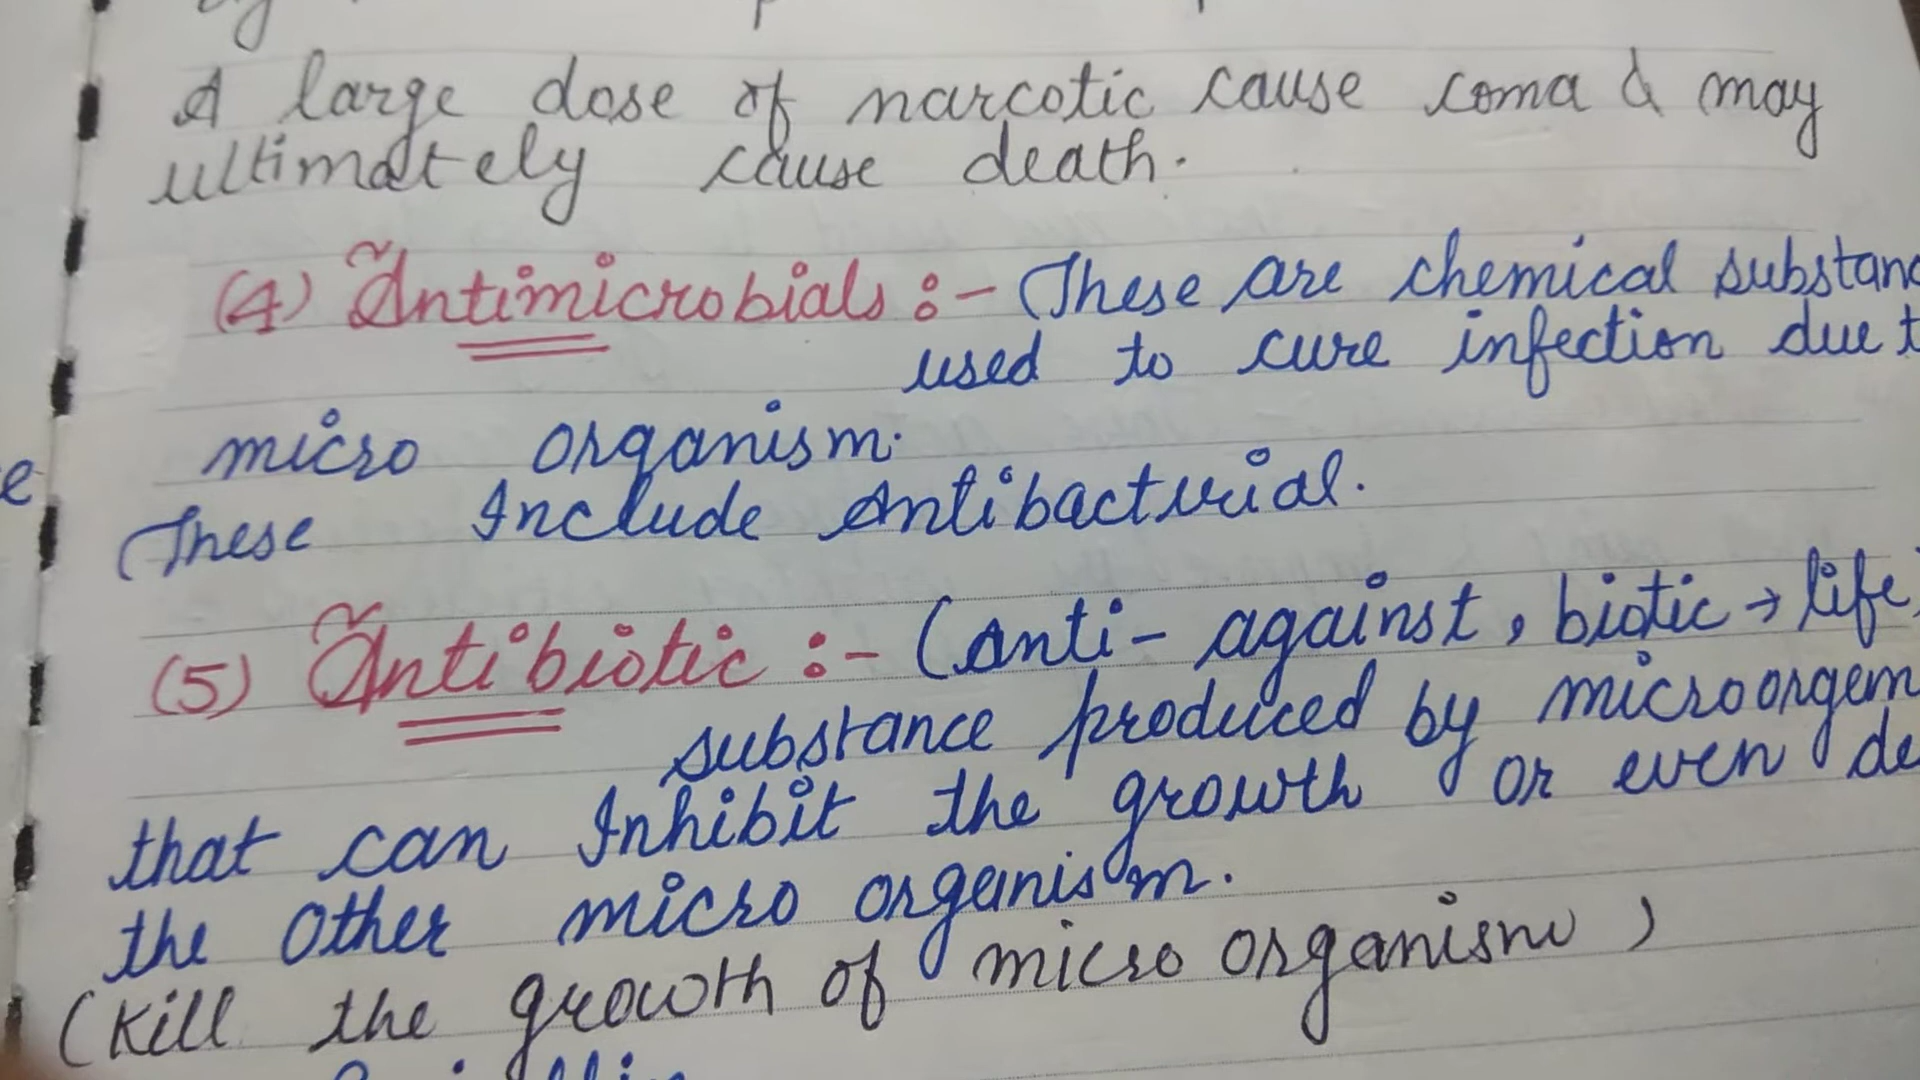 A large dose of narcotic cause coma & may
ultimately cause death.
(4) Antimicrobials :- These are chemical substanc
used to cure infection due t
micro organism.
e
These Include Antibacterial.
(5) Antibiotic :- (anti- against, biotic → life)
substance produced by microorgem
that can Inhibit the growth or even de
the other micro organism.
(Kill the growth of micro organism)